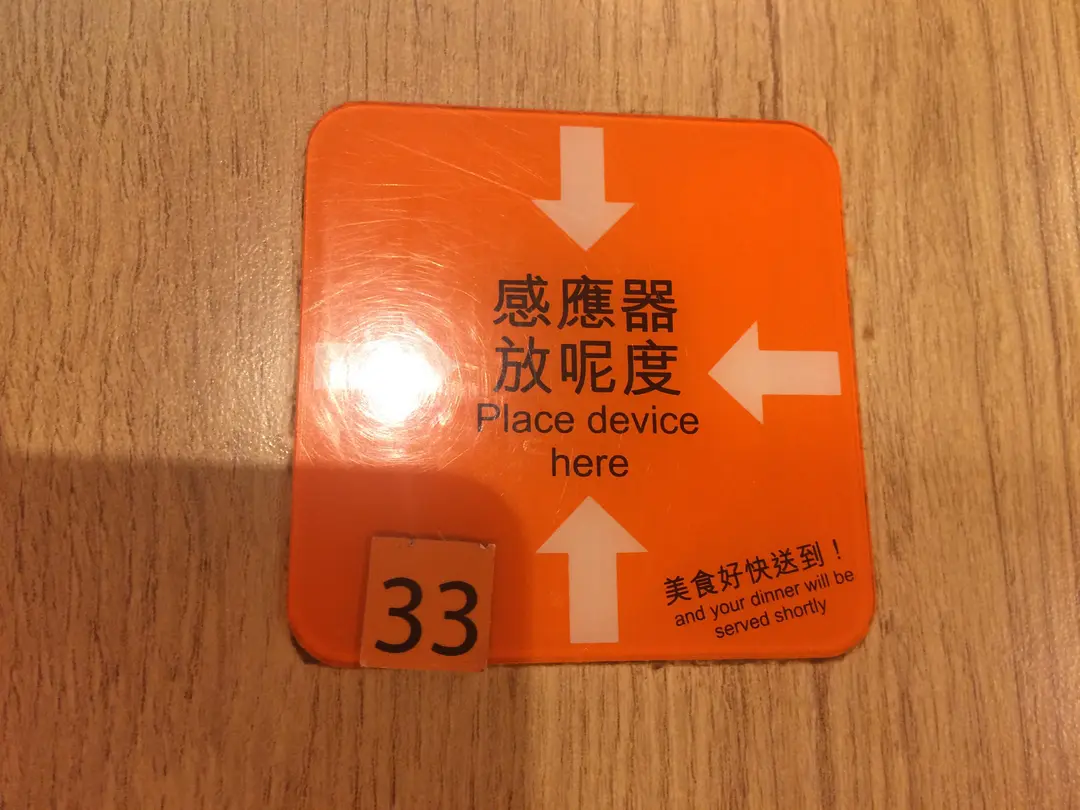 感應器
放呢度
Place device
here
33
美食好快送到！
and your dinner will be
served shortly